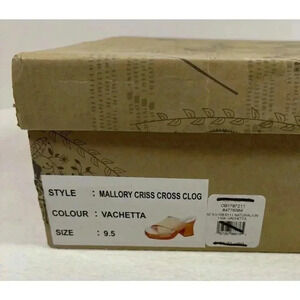 STYLE : MALLORY CRISS CROSS CLOG
COLOUR : VACHETTA
SIZE : 9.5